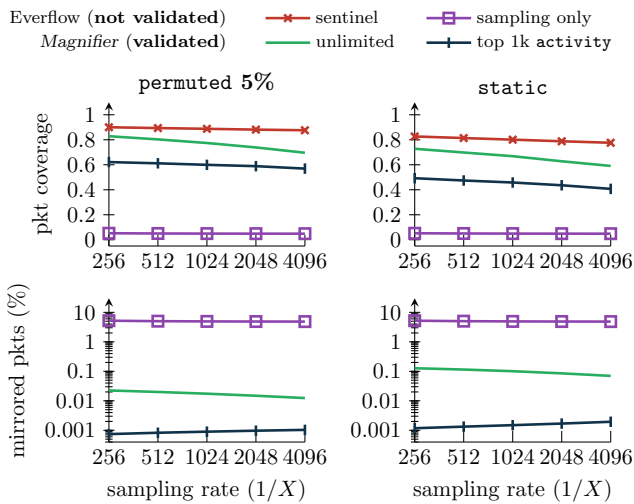 Everflow (not validated) sentinel sampling only
Magnifier (validated) unlimited top 1k activity
permuted 5% static
pkt coverage
1
0.8
0.6
0.4
0.2
0
256 512 1024 2048 4096
1
0.8
0.6
0.4
0.2
0
256 512 1024 2048 4096
mirrored pkts (%)
10
1
0.1
0.01
0.001
256 512 1024 2048 4096
sampling rate (1/X)
10
1
0.1
0.01
0.001
256 512 1024 2048 4096
sampling rate (1/X)